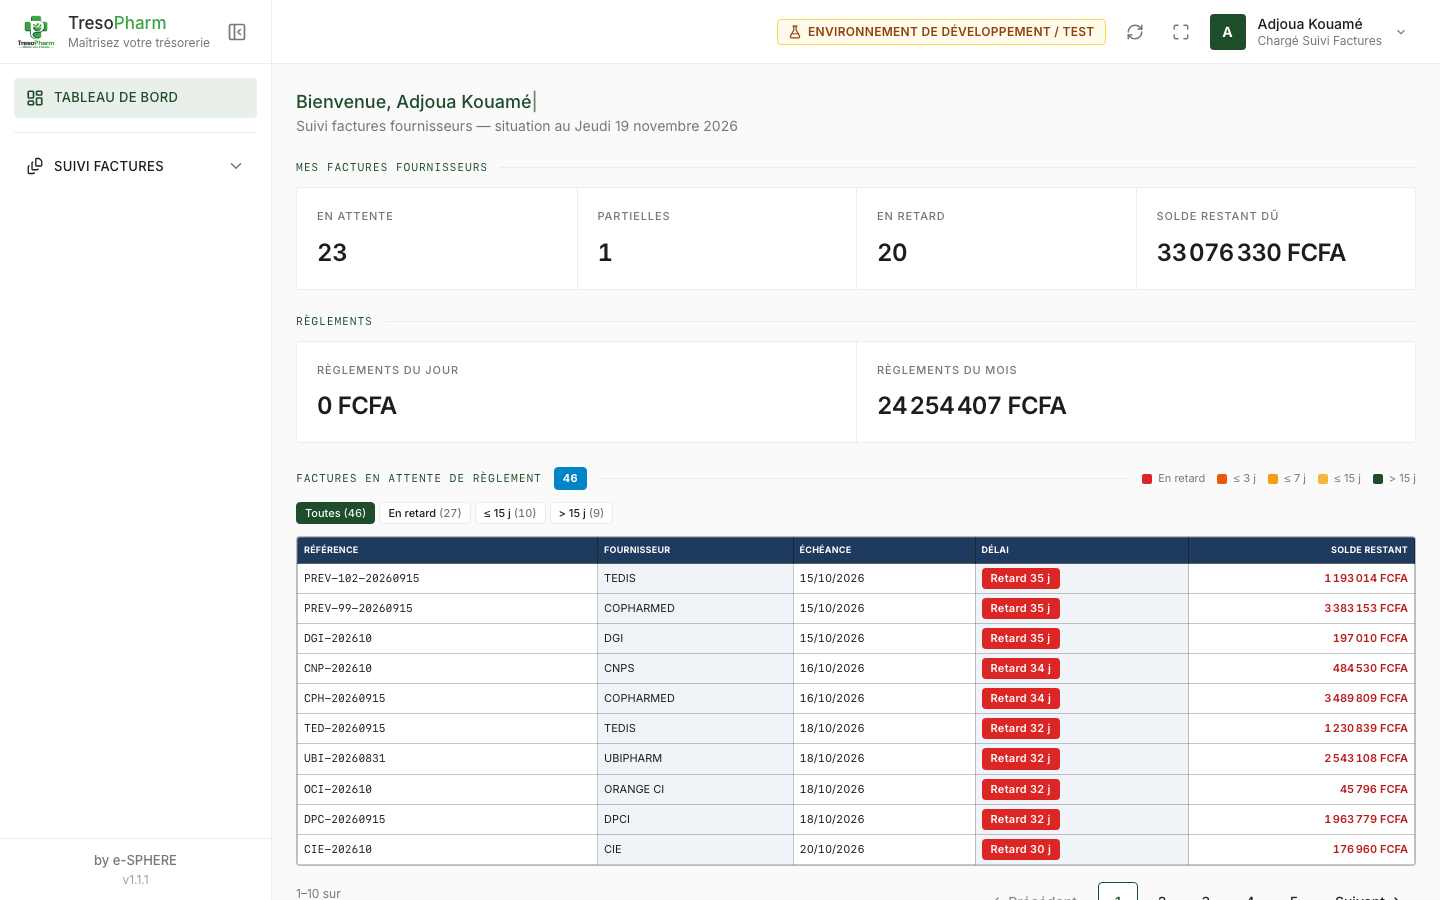 TresoPharm
Maîtrisez votre trésorerie
TresoPharm
ENVIRONNEMENT DE DÉVELOPPEMENT / TEST
A
Adjoua Kouamé
Chargé Suivi Factures
TABLEAU DE BORD
SUIVI FACTURES
by e-SPHERE
v1.1.1
Bienvenue, Adjoua Kouamé
Suivi factures fournisseurs — situation au Jeudi 19 novembre 2026
MES FACTURES FOURNISSEURS
EN ATTENTE PARTIELLES EN RETARD SOLDE RESTANT DÛ
23 1 20 33 076 330 FCFA
RÈGLEMENTS
RÈGLEMENTS DU JOUR RÈGLEMENTS DU MOIS
0 FCFA 24 254 407 FCFA
FACTURES EN ATTENTE DE RÈGLEMENT 46 En retard ≤ 3 j ≤ 7 j ≤ 15 j > 15 j
Toutes (46) En retard (27) ≤ 15 j (10) > 15 j (9)
RÉFÉRENCE FOURNISSEUR ÉCHÉANCE DÉLAI SOLDE RESTANT
PREV-102-20260915 TEDIS 15/10/2026 Retard 35 j 1 193 014 FCFA
PREV-99-20260915 COPHARMED 15/10/2026 Retard 35 j 3 383 153 FCFA
DGI-202610 DGI 15/10/2026 Retard 35 j 197 010 FCFA
CNP-202610 CNPS 16/10/2026 Retard 34 j 484 530 FCFA
CPH-20260915 COPHARMED 16/10/2026 Retard 34 j 3 489 809 FCFA
TED-20260915 TEDIS 18/10/2026 Retard 32 j 1 230 839 FCFA
UBI-20260831 UBIPHARM 18/10/2026 Retard 32 j 2 543 108 FCFA
OCI-202610 ORANGE CI 18/10/2026 Retard 32 j 45 796 FCFA
DPC-20260915 DPCI 18/10/2026 Retard 32 j 1 963 779 FCFA
CIE-202610 CIE 20/10/2026 Retard 30 j 176 960 FCFA
1–10 sur
Précédent 1 2 3 4 5 Suivant